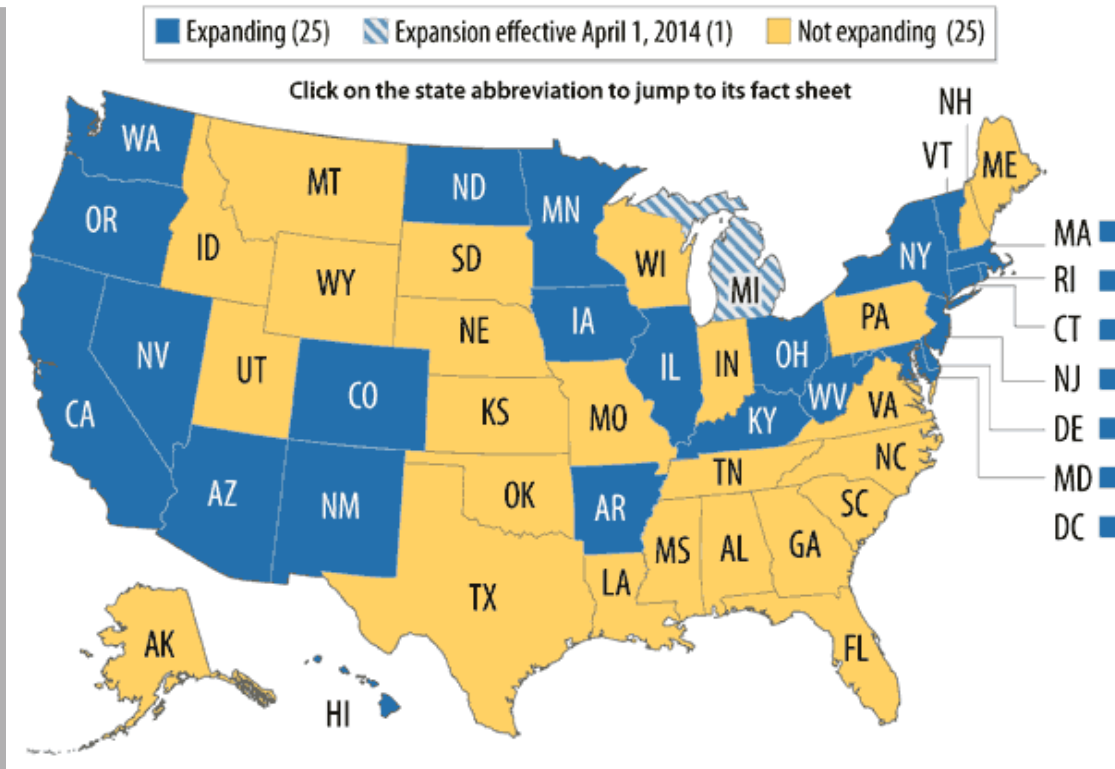 Expanding (25) Expansion effective April 1, 2014 (1) Not expanding (25)
Click on the state abbreviation to jump to its fact sheet
NH
VT
WA
ME
MT
ND
MN
OR
MA
ID
SD
WI
NY
WY
MI
RI
NE
IA
PA
CT
NV
UT
CO
IL
IN
OH
NJ
CA
KS
MO
WV
VA
KY
DE
NC
TN
AZ
NM
OK
AR
SC
MD
MS
AL
GA
DC
LA
TX
AK
FL
HI